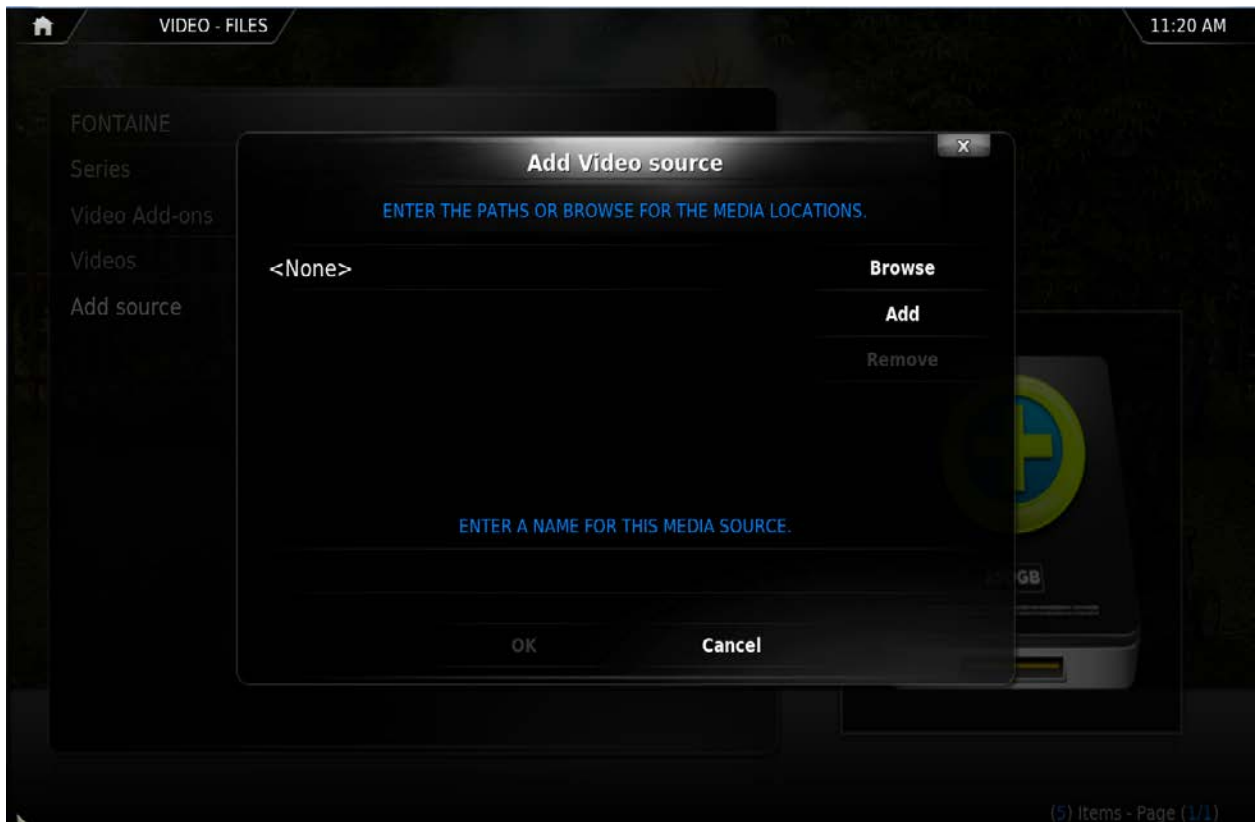 VIDEO - FILES
11:20 AM
FONTAINE
Series
Video Add-ons
Videos
Add source
Add Video source
X
ENTER THE PATHS OR BROWSE FOR THE MEDIA LOCATIONS.
<None>
Browse
Add
Remove
ENTER A NAME FOR THIS MEDIA SOURCE.
OK
Cancel
GB
(5) Items - Page (1/1)